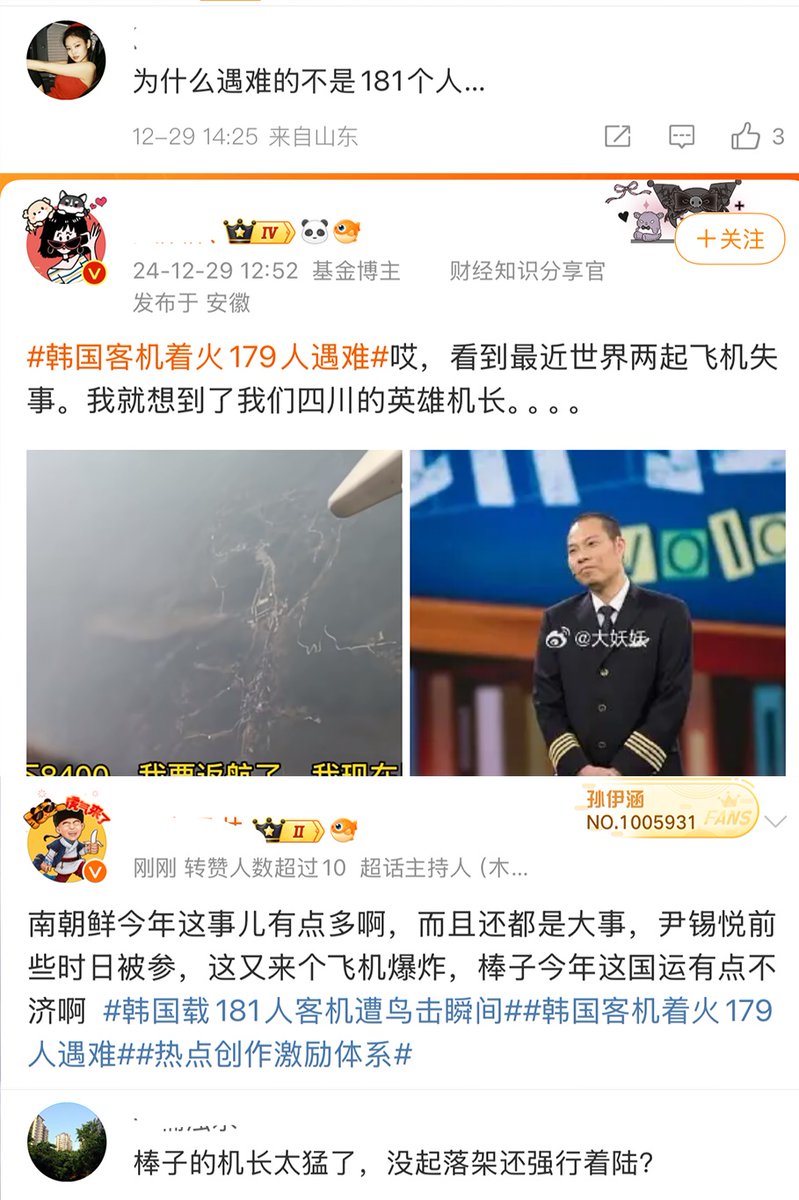 为什么遇难的不是181个人...
12-29 14:25 来自山东
3
IV
24-12-29 12:52 基金博主 财经知识分享官
+关注
发布于 安徽
#韩国客机着火179人遇难#哎，看到最近世界两起飞机失
事。我就想到了我们四川的英雄机长。。。。
VOIC
@大妖妖
8400 我要返航了 我现在
孙伊涵
NO.1005931 FANS
II
刚刚 转赞人数超过10 超话主持人 (木...
南朝鲜今年这事儿有点多啊，而且还都是大事，尹锡悦前
些时日被参，这又来个飞机爆炸，棒子今年这国运有点不
济啊 #韩国载181人客机遭鸟击瞬间##韩国客机着火179
人遇难##热点创作激励体系#
棒子的机长太猛了，没起落架还强行着陆？